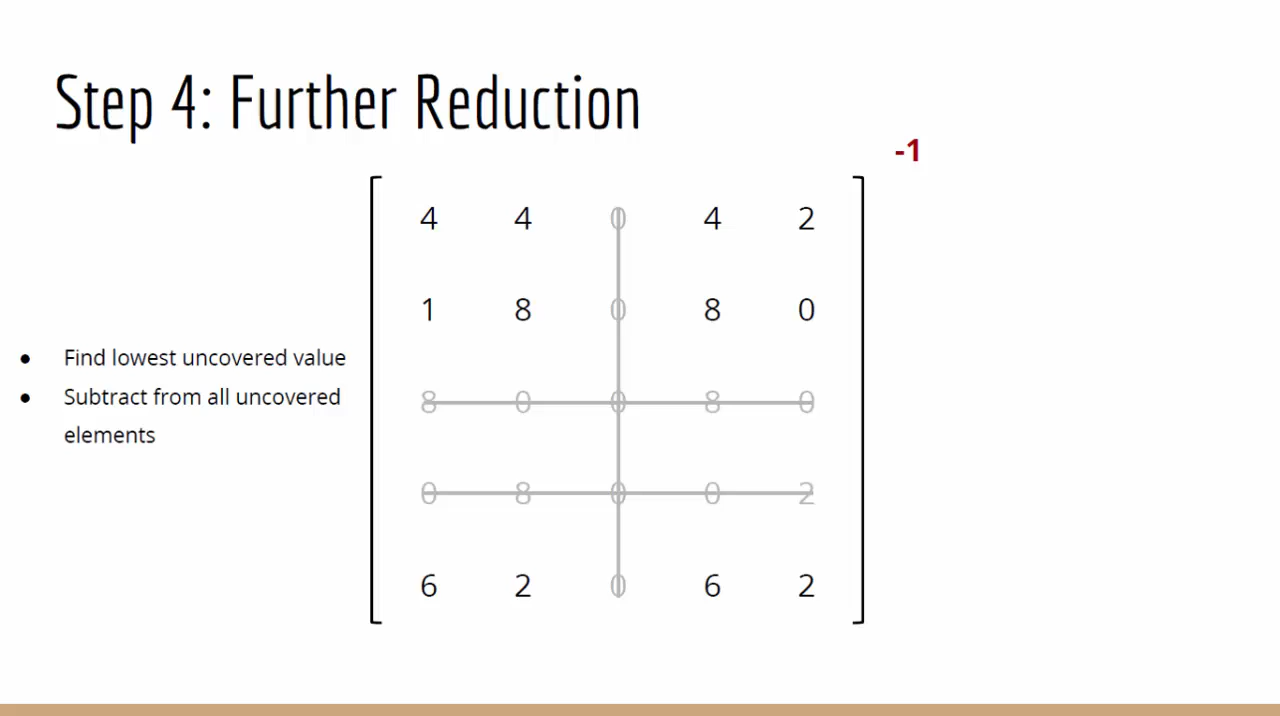 Step 4: Further Reduction
-1
4 4 0 4 2
1 8 0 8 0
● Find lowest uncovered value
● Subtract from all uncovered
elements
8 0 0 8 0
0 8 0 0 2
6 2 0 6 2